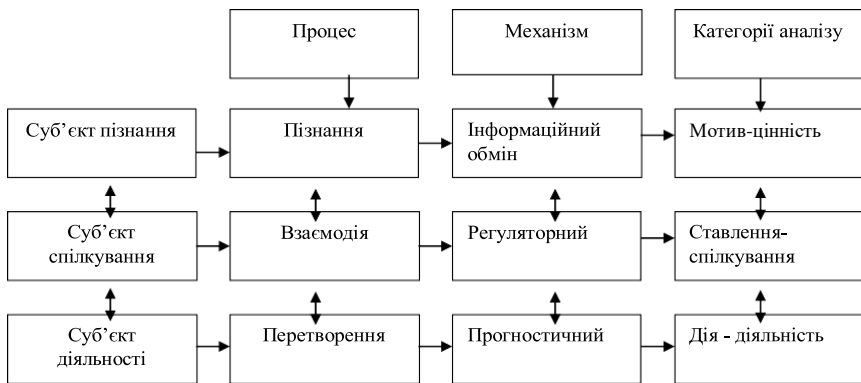 Процес
Механізм
Категорії аналізу
Суб’єкт пізнання
Пізнання
Інформаційний
обмін
Мотив-цінність
Суб’єкт
спілкування
Взаємодія
Регуляторний
Ставлення-
спілкування
Суб’єкт
діяльності
Перетворення
Прогностичний
Дія - діяльність